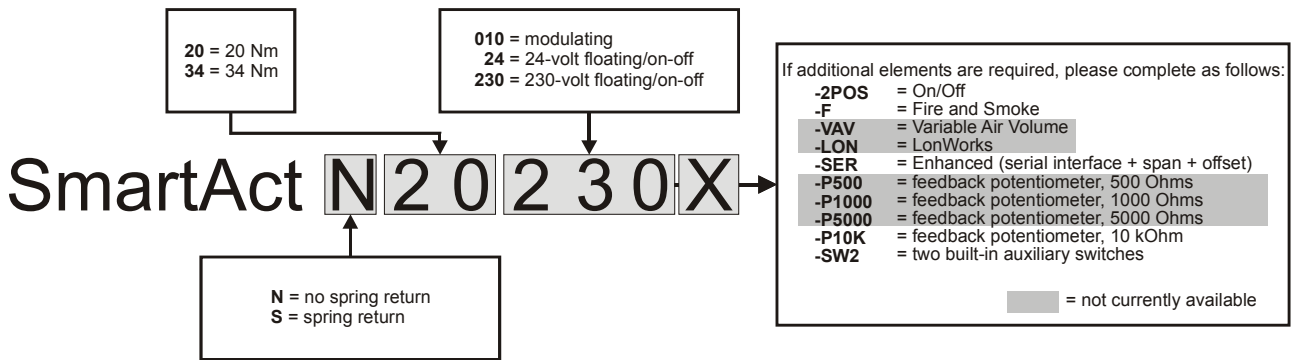 20 = 20 Nm
34 = 34 Nm
010 = modulating
24 = 24-volt floating/on-off
230 = 230-volt floating/on-off
If additional elements are required, please complete as follows:
-2POS = On/Off
-F = Fire and Smoke
-VAV = Variable Air Volume
-LON = LonWorks
-SER = Enhanced (serial interface + span + offset)
-P500 = feedback potentiometer, 500 Ohms
-P1000 = feedback potentiometer, 1000 Ohms
-P5000 = feedback potentiometer, 5000 Ohms
-P10K = feedback potentiometer, 10 kOhm
-SW2 = two built-in auxiliary switches
= not currently available
SmartAct N 2 0 2 3 0 - X
N = no spring return
S = spring return